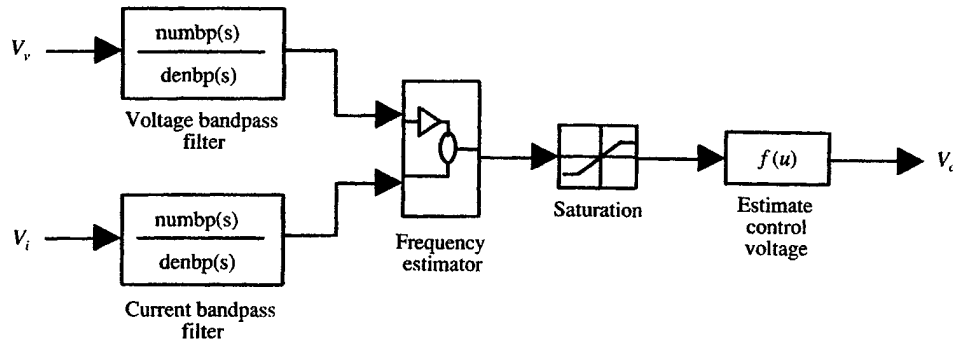 V_v
numbp(s)
denbp(s)
Voltage bandpass
filter
V_i
numbp(s)
denbp(s)
Current bandpass
filter
Frequency
estimator
Saturation
f(u)
Estimate
control
voltage
V_c